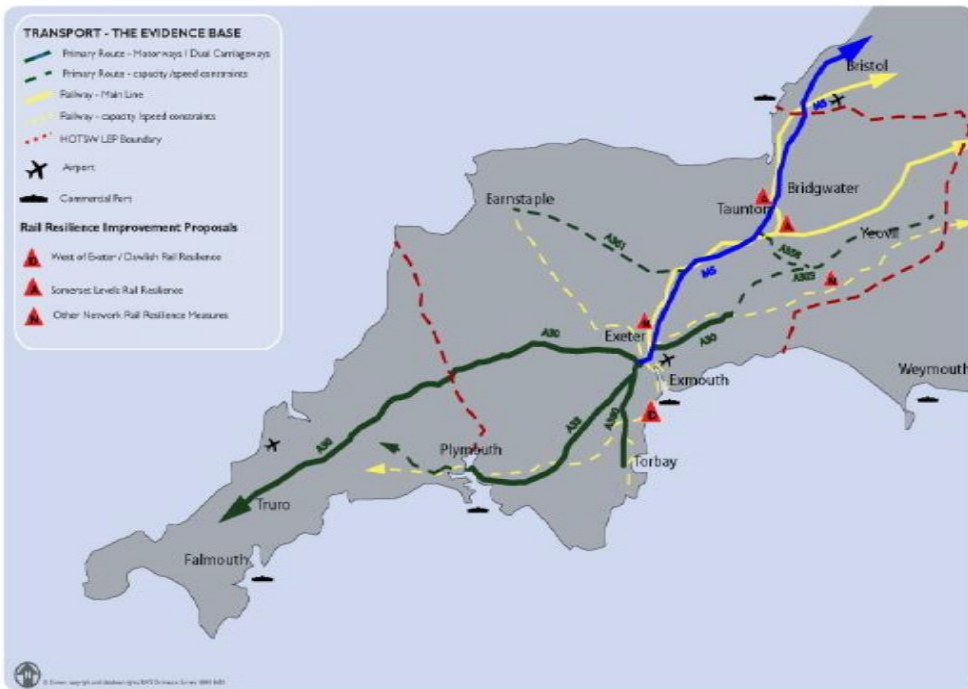 TRANSPORT - THE EVIDENCE BASE
Primary Route - Motorways I Dual Carriageways
Primary Route - capacity /speed constraints
Railway - Main Line
Railway - capacity /speed constraints
HOTSW LEP Boundary
Airport
Commercial Port
Rail Resilience Improvement Proposals
D
West of Exeter / Dawlish Rail Resilience
A
Somerset Levels Rail Resilience
N
Other Network Rail Resilience Measures
Bristol
M5
Bridgwater
Earnstaple
A
Taunton
A
Yeovil
A361
A358
M5
A303
N
N
Exeter
A30
A30
Exmouth
Weymouth
A38
A380
D
A30
Plymouth
Torbay
Truro
Falmouth